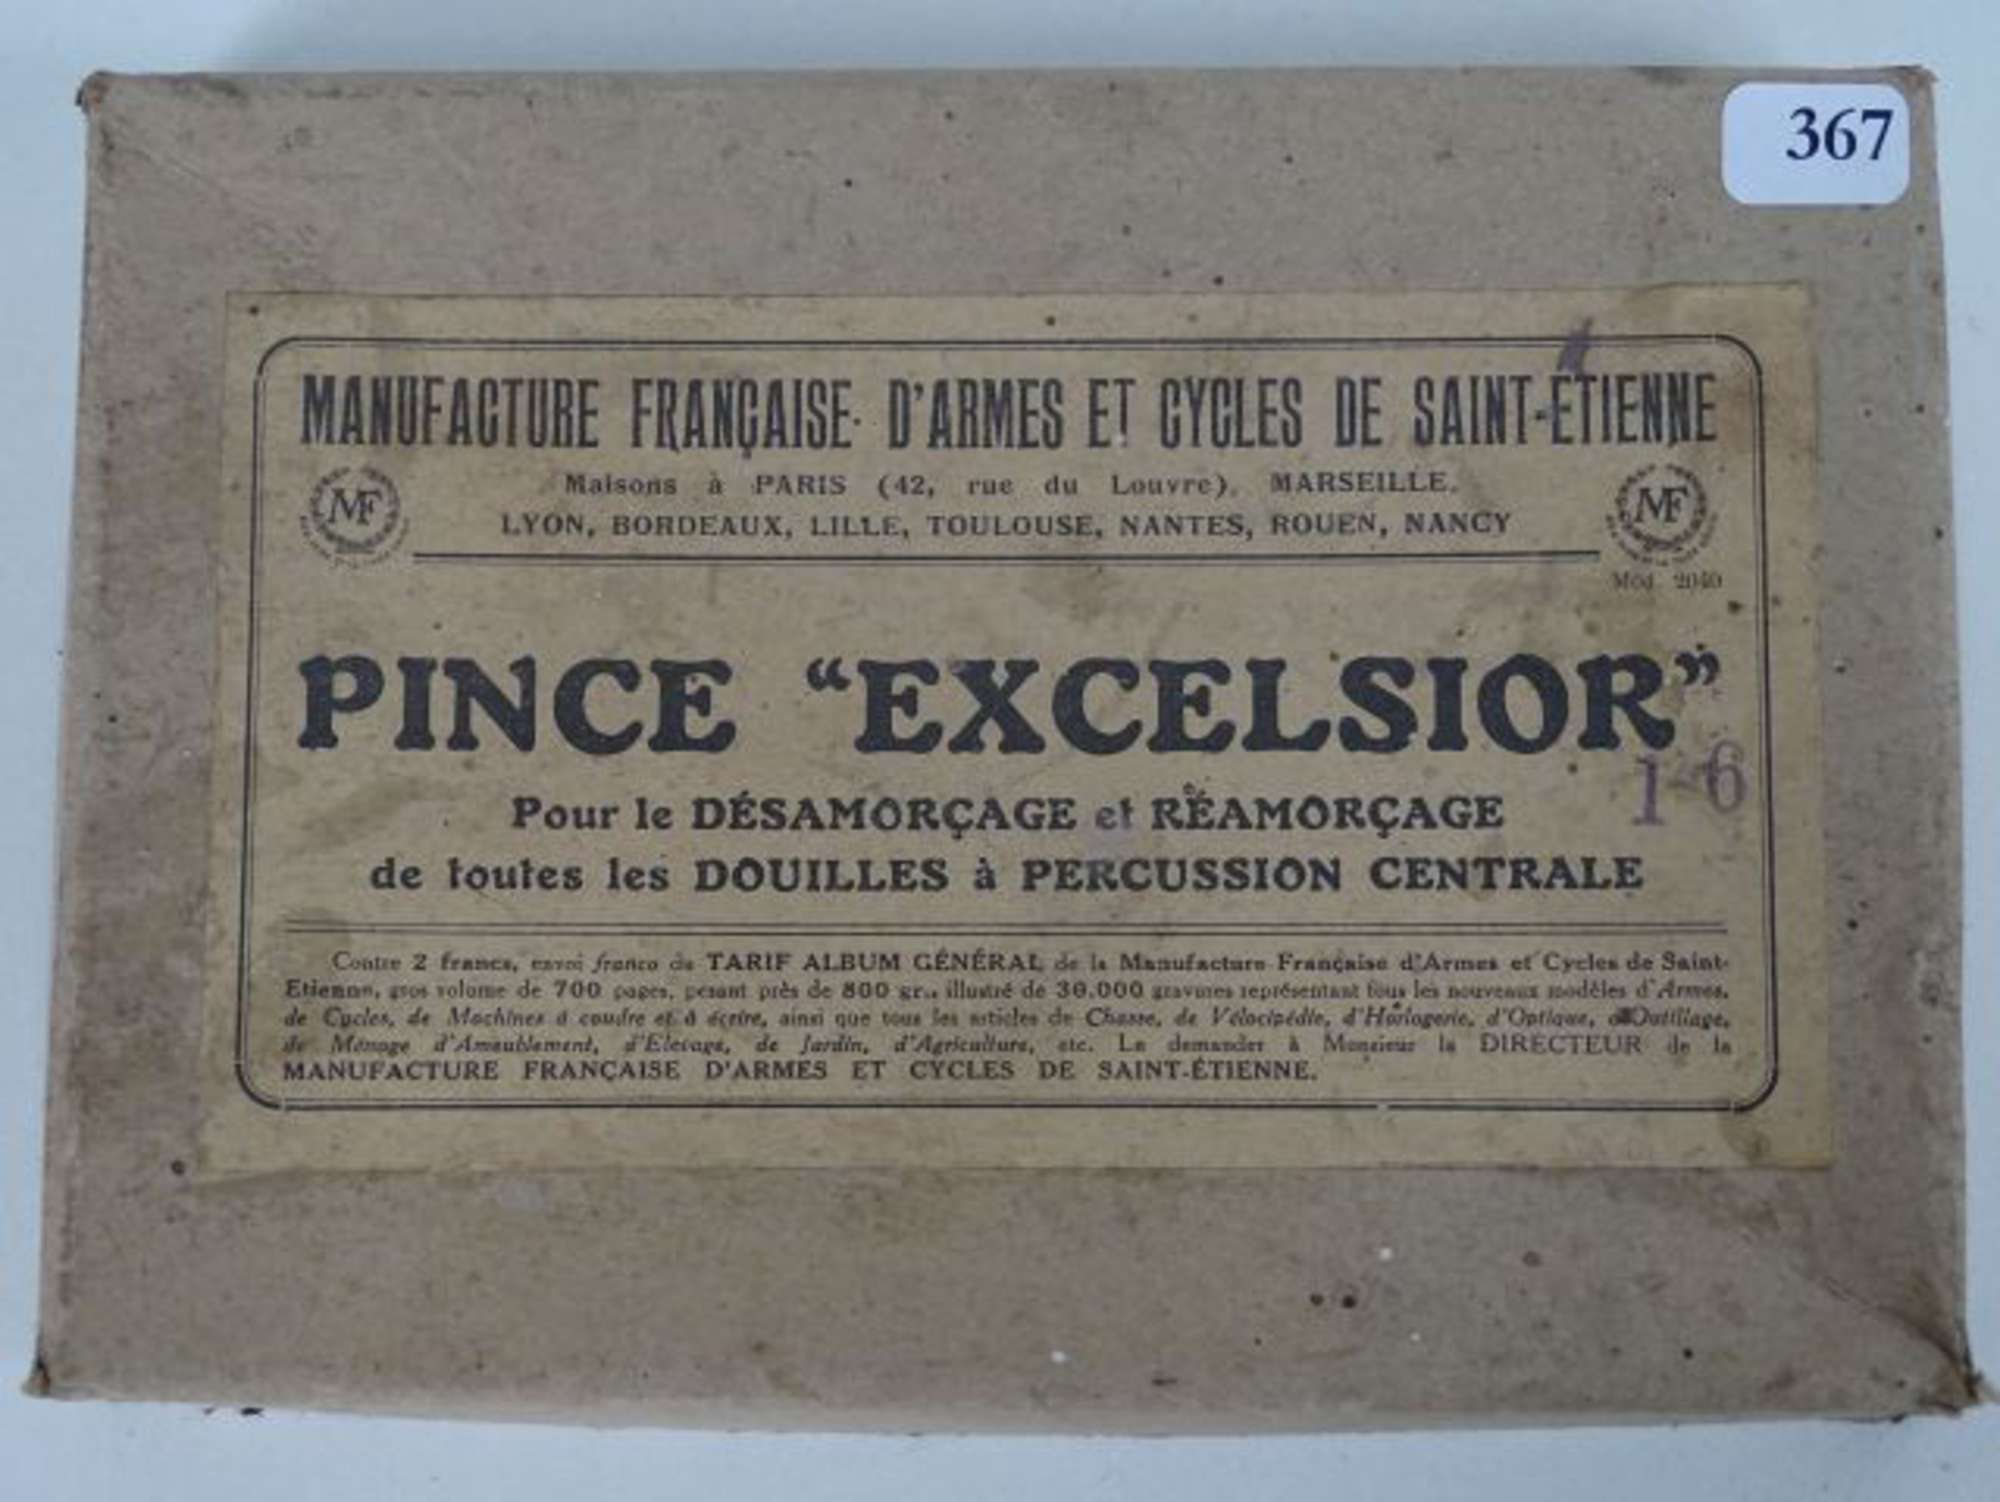 367
MANUFACTURE FRANÇAISE D'ARMES ET CYCLES DE SAINT-ÉTIENNE
Maisons à PARIS (42, rue du Louvre), MARSEILLE,
LYON, BORDEAUX, LILLE, TOULOUSE, NANTES, ROUEN, NANCY
MF
MF
Mod. 2040
PINCE “EXCELSIOR”
1-6
Pour le DÉSAMORÇAGE et RÉAMORÇAGE
de toutes les DOUILLES à PERCUSSION CENTRALE
Contre 2 francs, envoi franco du TARIF ALBUM GÉNÉRAL de la Manufacture Française d'Armes et Cycles de Saint-
Etienne, gros volume de 700 pages, pesant près de 800 gr., illustré de 30.000 gravures représentant tous les nouveaux modèles d'Armes,
de Cycles, de Machines à coudre et à écrire, ainsi que tous les articles de Chasse, de Vélocipédie, d'Horlogerie, d'Optique, d'Outillage,
de Ménage d'Ameublement, d'Elevage, de Jardin, d'Agriculture, etc. Le demander à Monsieur le DIRECTEUR de la
MANUFACTURE FRANÇAISE D'ARMES ET CYCLES DE SAINT-ÉTIENNE.